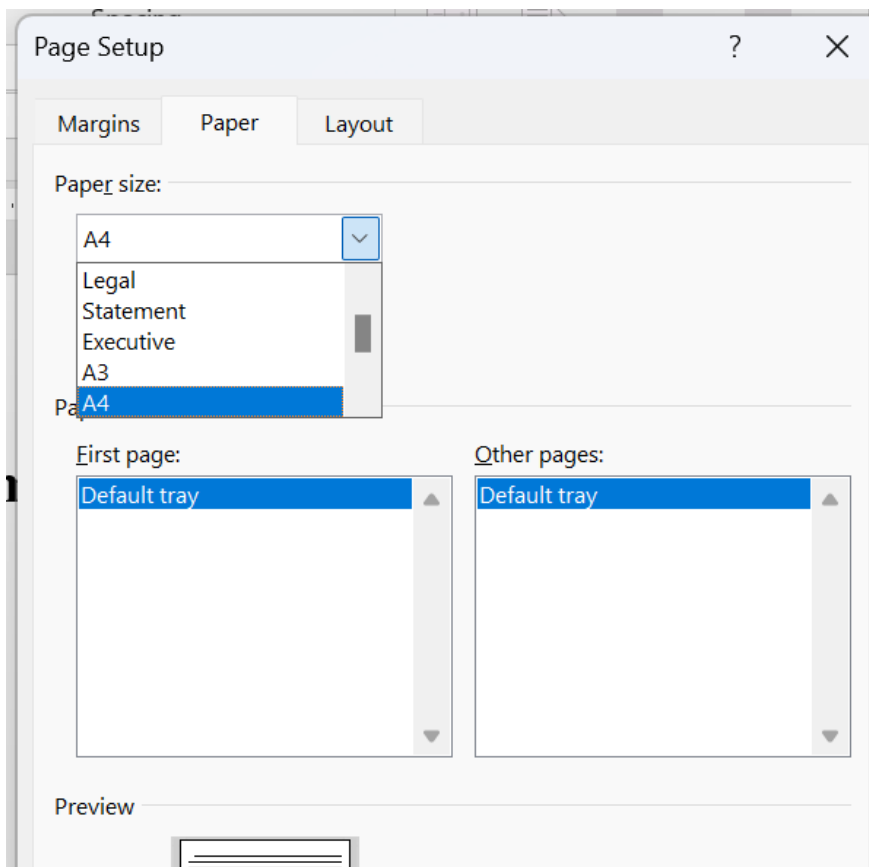 Page Setup
?
Margins
Paper
Layout
Paper size:
A4
Legal
Statement
Executive
A3
A4
First page:
Other pages:
Default tray
Default tray
Preview